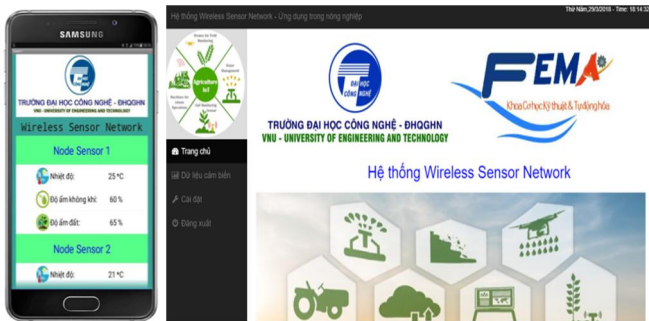 SAMSUNG
TRƯỜNG ĐẠI HỌC CÔNG NGHỆ - ĐHQGHN
VNU - UNIVERSITY OF ENGINEERING AND TECHNOLOGY
Wireless Sensor Network
Node Sensor 1
Nhiệt độ: 25 °C
Độ ẩm không khí: 60 %
Độ ẩm đất: 65 %
Node Sensor 2
Nhiệt độ: 21 °C
Hệ thống Wireless Sensor Network - Ứng dụng trong nông nghiệp
Thứ Năm,29/3/2018 - Time: 18:14:32
Agriculture
IoT
Trang chủ
Dữ liệu cảm biến
Cài đặt
Đăng xuất
ĐẠI HỌC
CÔNG NGHỆ
TRƯỜNG ĐẠI HỌC CÔNG NGHỆ - ĐHQGHN
VNU - UNIVERSITY OF ENGINEERING AND TECHNOLOGY
FEMA
Khoa Cơ học Kỹ thuật & Tự động hóa
Hệ thống Wireless Sensor Network